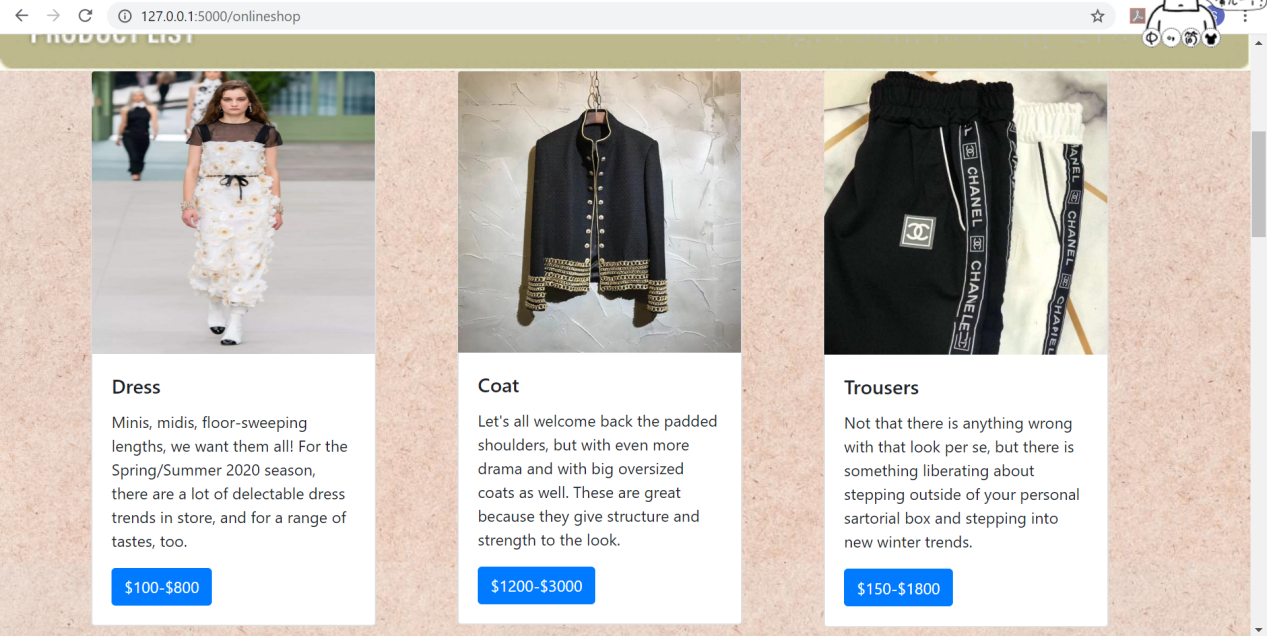 127.0.0.1:5000/onlineshop
PRODUCT LIST
CHANEL
CHANEL
CHANEL
CHANEL
CHANEL
Dress
Minis, midis, floor-sweeping
lengths, we want them all! For the
Spring/Summer 2020 season,
there are a lot of delectable dress
trends in store, and for a range of
tastes, too.
$100-$800
Coat
Let's all welcome back the padded
shoulders, but with even more
drama and with big oversized
coats as well. These are great
because they give structure and
strength to the look.
$1200-$3000
Trousers
Not that there is anything wrong
with that look per se, but there is
something liberating about
stepping outside of your personal
sartorial box and stepping into
new winter trends.
$150-$1800